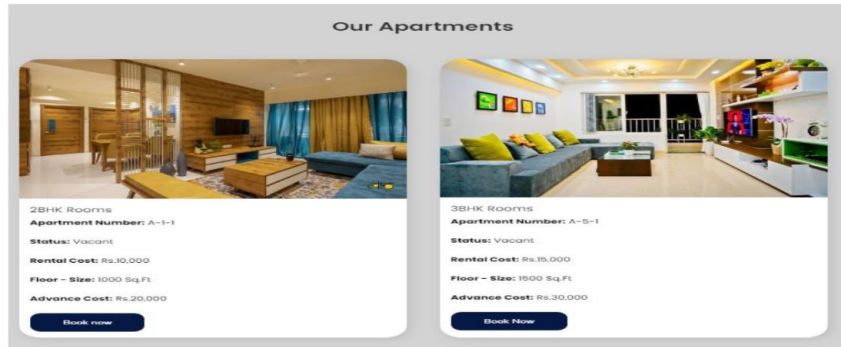 Our Apartments
2BHK Rooms
Apartment Number: A-1-1
Status: Vacant
Rental Cost: Rs.10,000
Floor - Size: 1000 Sq.Ft
Advance Cost: Rs.20,000
Book now
3BHK Rooms
Apartment Number: A-5-1
Status: Vacant
Rental Cost: Rs.15,000
Floor - Size: 1500 Sq.Ft
Advance Cost: Rs.30,000
Book Now